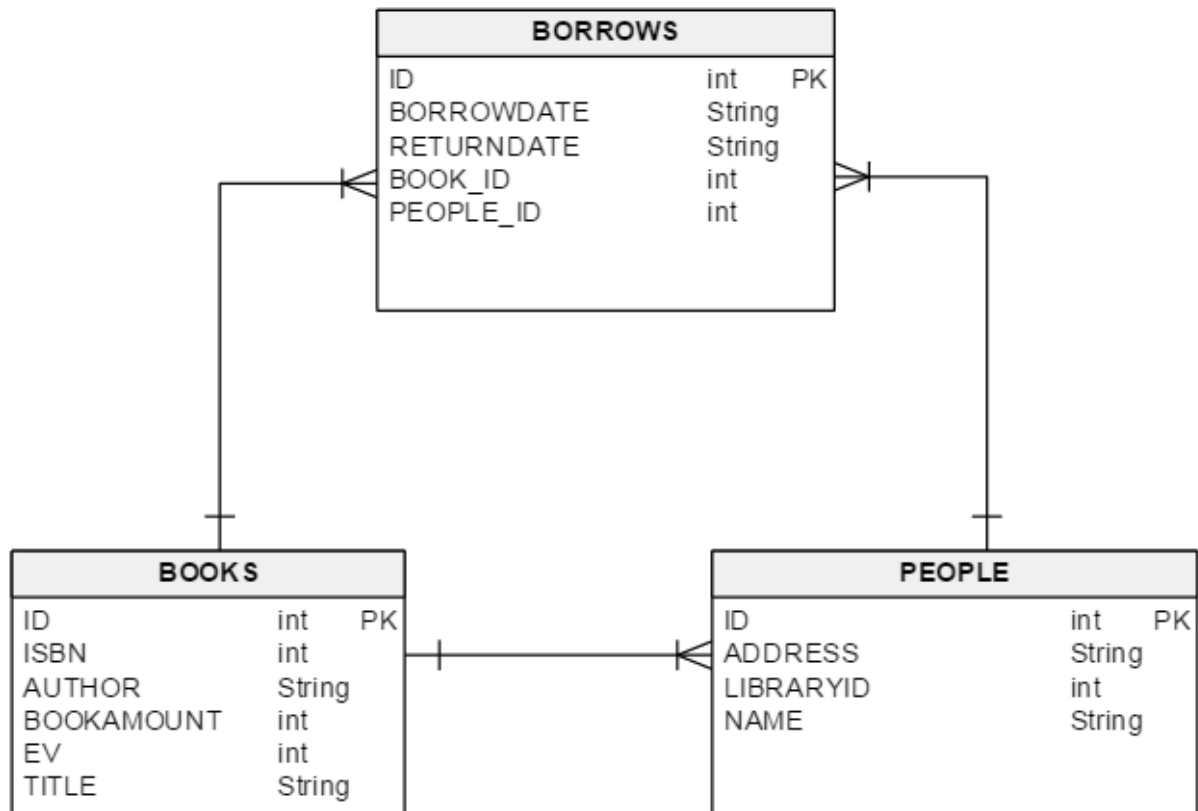 BORROWS
ID int PK
BORROWDATE String
RETURNDATE String
BOOK_ID int
PEOPLE_ID int
BOOKS
ID int PK
ISBN int
AUTHOR String
BOOKAMOUNT int
EV int
TITLE String
PEOPLE
ID int PK
ADDRESS String
LIBRARYID int
NAME String